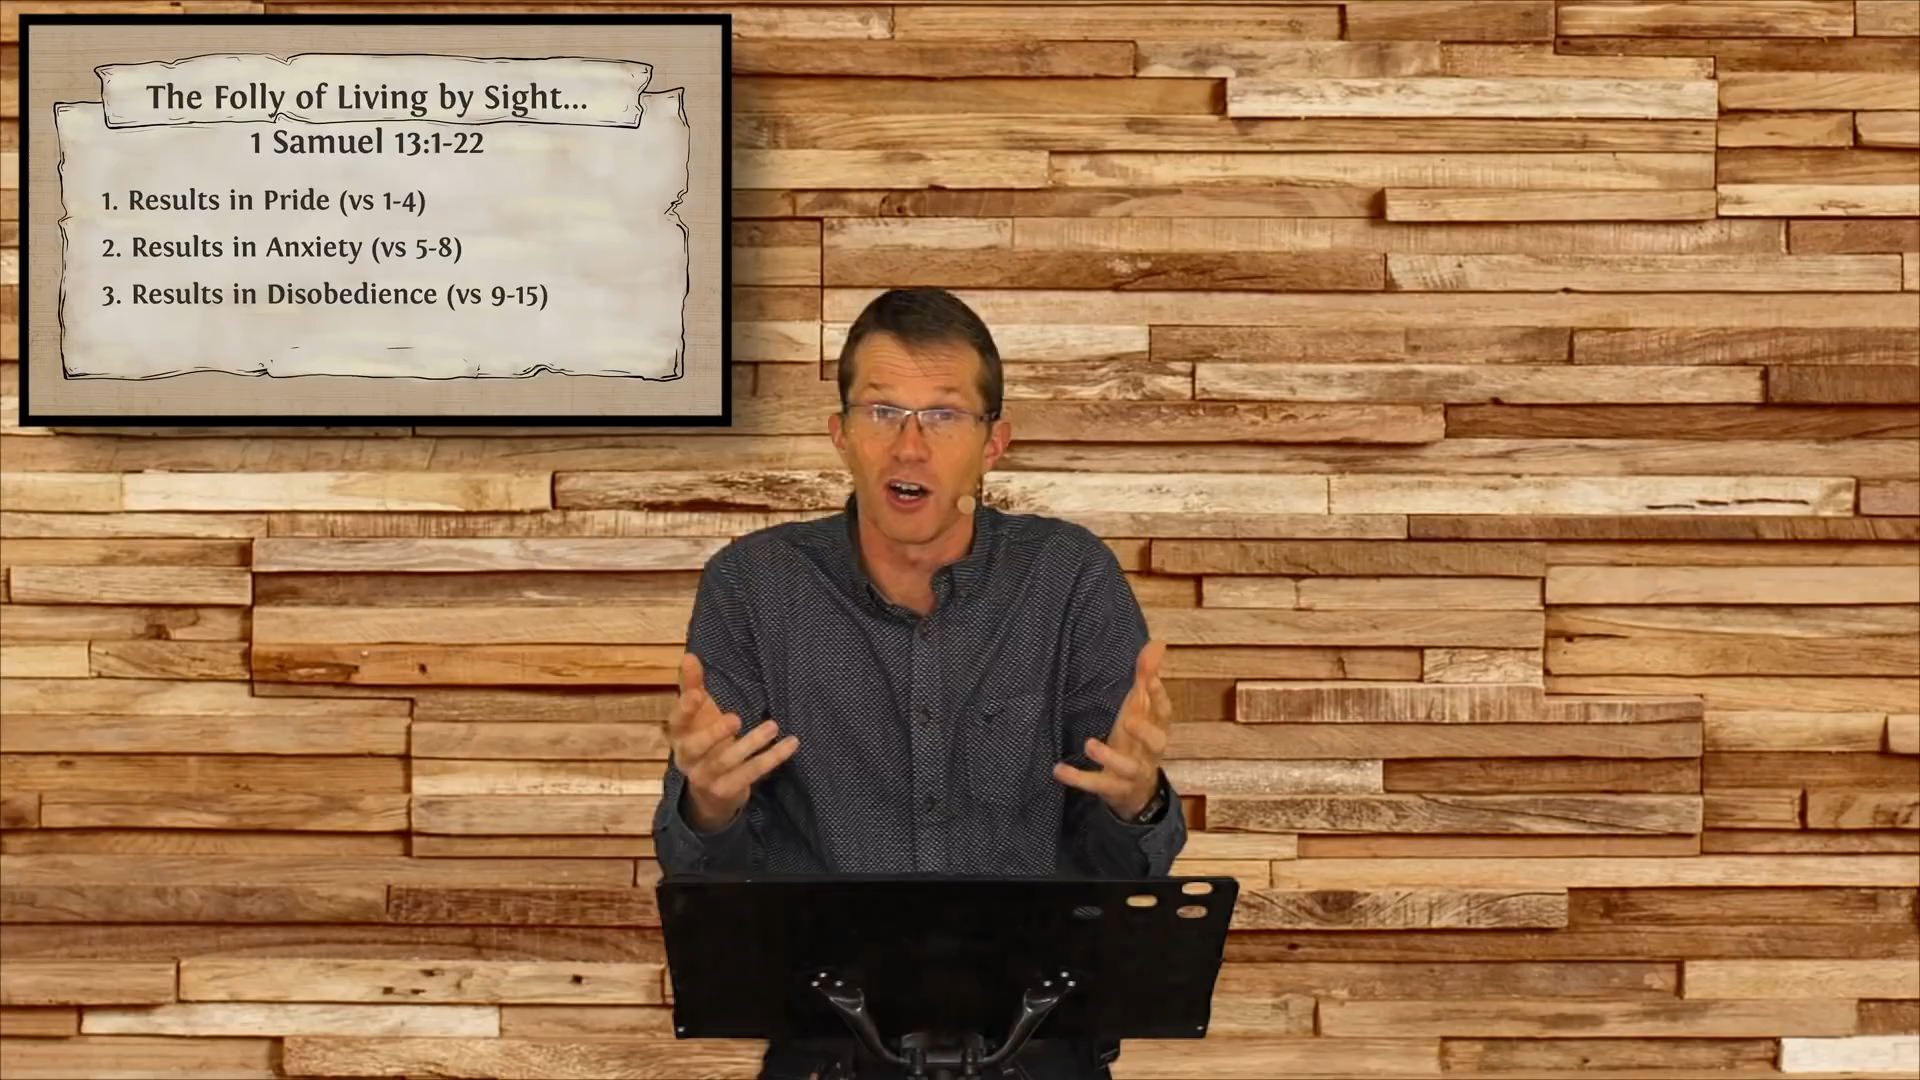 The Folly of Living by Sight...
1 Samuel 13:1-22
1. Results in Pride (vs 1-4)
2. Results in Anxiety (vs 5-8)
3. Results in Disobedience (vs 9-15)